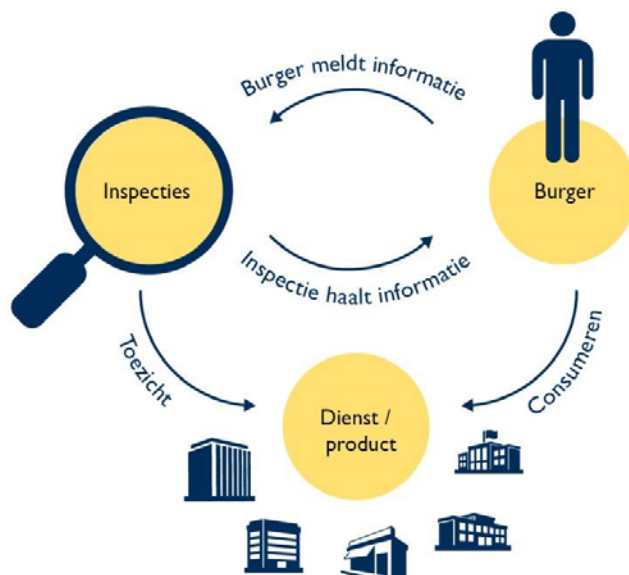 Burger meldt informatie
Inspecties
Burger
Inspectie haalt informatie
Toezicht
Consumeren
Dienst /
product